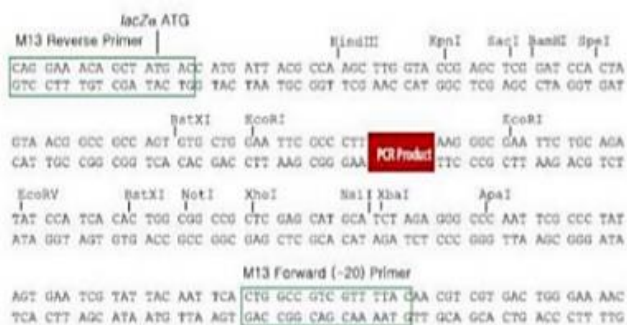 lacZα ATG
M13 Reverse Primer HindIII KpnI SacI BamHI SpeI
CAG GAA ACA GCT ATG ACC ATG ATT ACG CCA AGC TTG GTA CCG AGC TCG GAT CCA CTA
GTC CTT TGT CGA TAC TGG TAC TAA TGC GGT TCG AAC CAT GGC TCG AGC CTA GGT GAT
BstXI EcoRI EcoRI
GTA ACG GCC GCC AGT GTG CTG GAA TTC GCC CTT PCR Product AAG GGC GAA TTC TGC AGA
CAT TGC CGG CGG TCA CAC GAC CTT AAG CGG GAA TTC CCG CTT AAG ACG TCT
EcoRV BstXI NotI XhoI NsiI XbaI ApaI
TAT CCA TCA CAC TGG CGG CCG CTC GAG CAT GCA TCT AGA GGG CCC AAT TCG CCC TAT
ATA GGT AGT GTG ACC GCC GGC GAG CTC GCA CAT AGA TCT CCC GGG TTA AGC GGG ATA
M13 Forward (-20) Primer
AGT GAA TCG TAT TAC AAT TCA CTG GCC GTC GTT TTA CAA CGT CGT GAC TGG GAA AAC
TCA CTT AGC ATA ATG TTA AGT GAC CGG CAG CAA AAT GTT GCA GCA CTG ACC CTT TTG